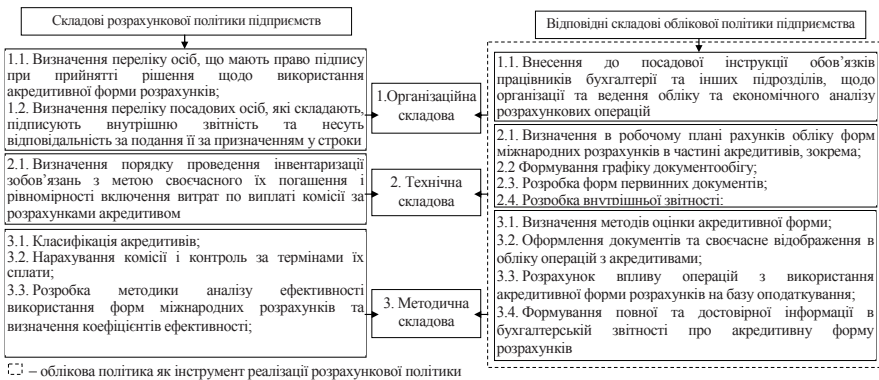 Складові розрахункової політики підприємств
1.1. Визначення переліку осіб, що мають право підпису
при прийнятті рішення щодо використання
акредитивної форми розрахунків;
1.2. Визначення переліку посадових осіб, які складають,
підписують внутрішню звітність та несуть
відповідальність за подання її за призначенням у строки
2.1. Визначення порядку проведення інвентаризації
зобов’язань з метою своєчасного їх погашення і
рівномірності включення витрат по виплаті комісії за
розрахунками акредитивом
3.1. Класифікація акредитивів;
3.2. Нарахування комісії і контроль за термінами їх
сплати;
3.3. Розробка методики аналізу ефективності
використання форм міжнародних розрахунків та
визначення коефіцієнтів ефективності;
1.Організаційна
складова
2. Технічна
складова
3. Методична
складова
Відповідні складові облікової політики підприємства
1.1. Внесення до посадової інструкції обов’язків
працівників бухгалтерії та інших підрозділів, щодо
організації та ведення обліку та економічного аналізу
розрахункових операцій
2.1. Визначення в робочому плані рахунків обліку форм
міжнародних розрахунків в частині акредитивів, зокрема;
2.2 Формування графіку документообігу;
2.3. Розробка форм первинних документів;
2.4. Розробка внутрішньої звітності:
3.1. Визначення методів оцінки акредитивної форми;
3.2. Оформлення документів та своєчасне відображення в
обліку операцій з акредитивами;
3.3. Розрахунок впливу операцій з використання
акредитивної форми розрахунків на базу оподаткування;
3.4. Формування повної та достовірної інформації в
бухгалтерській звітності про акредитивну форму
розрахунків
– облікова політика як інструмент реалізації розрахункової політики